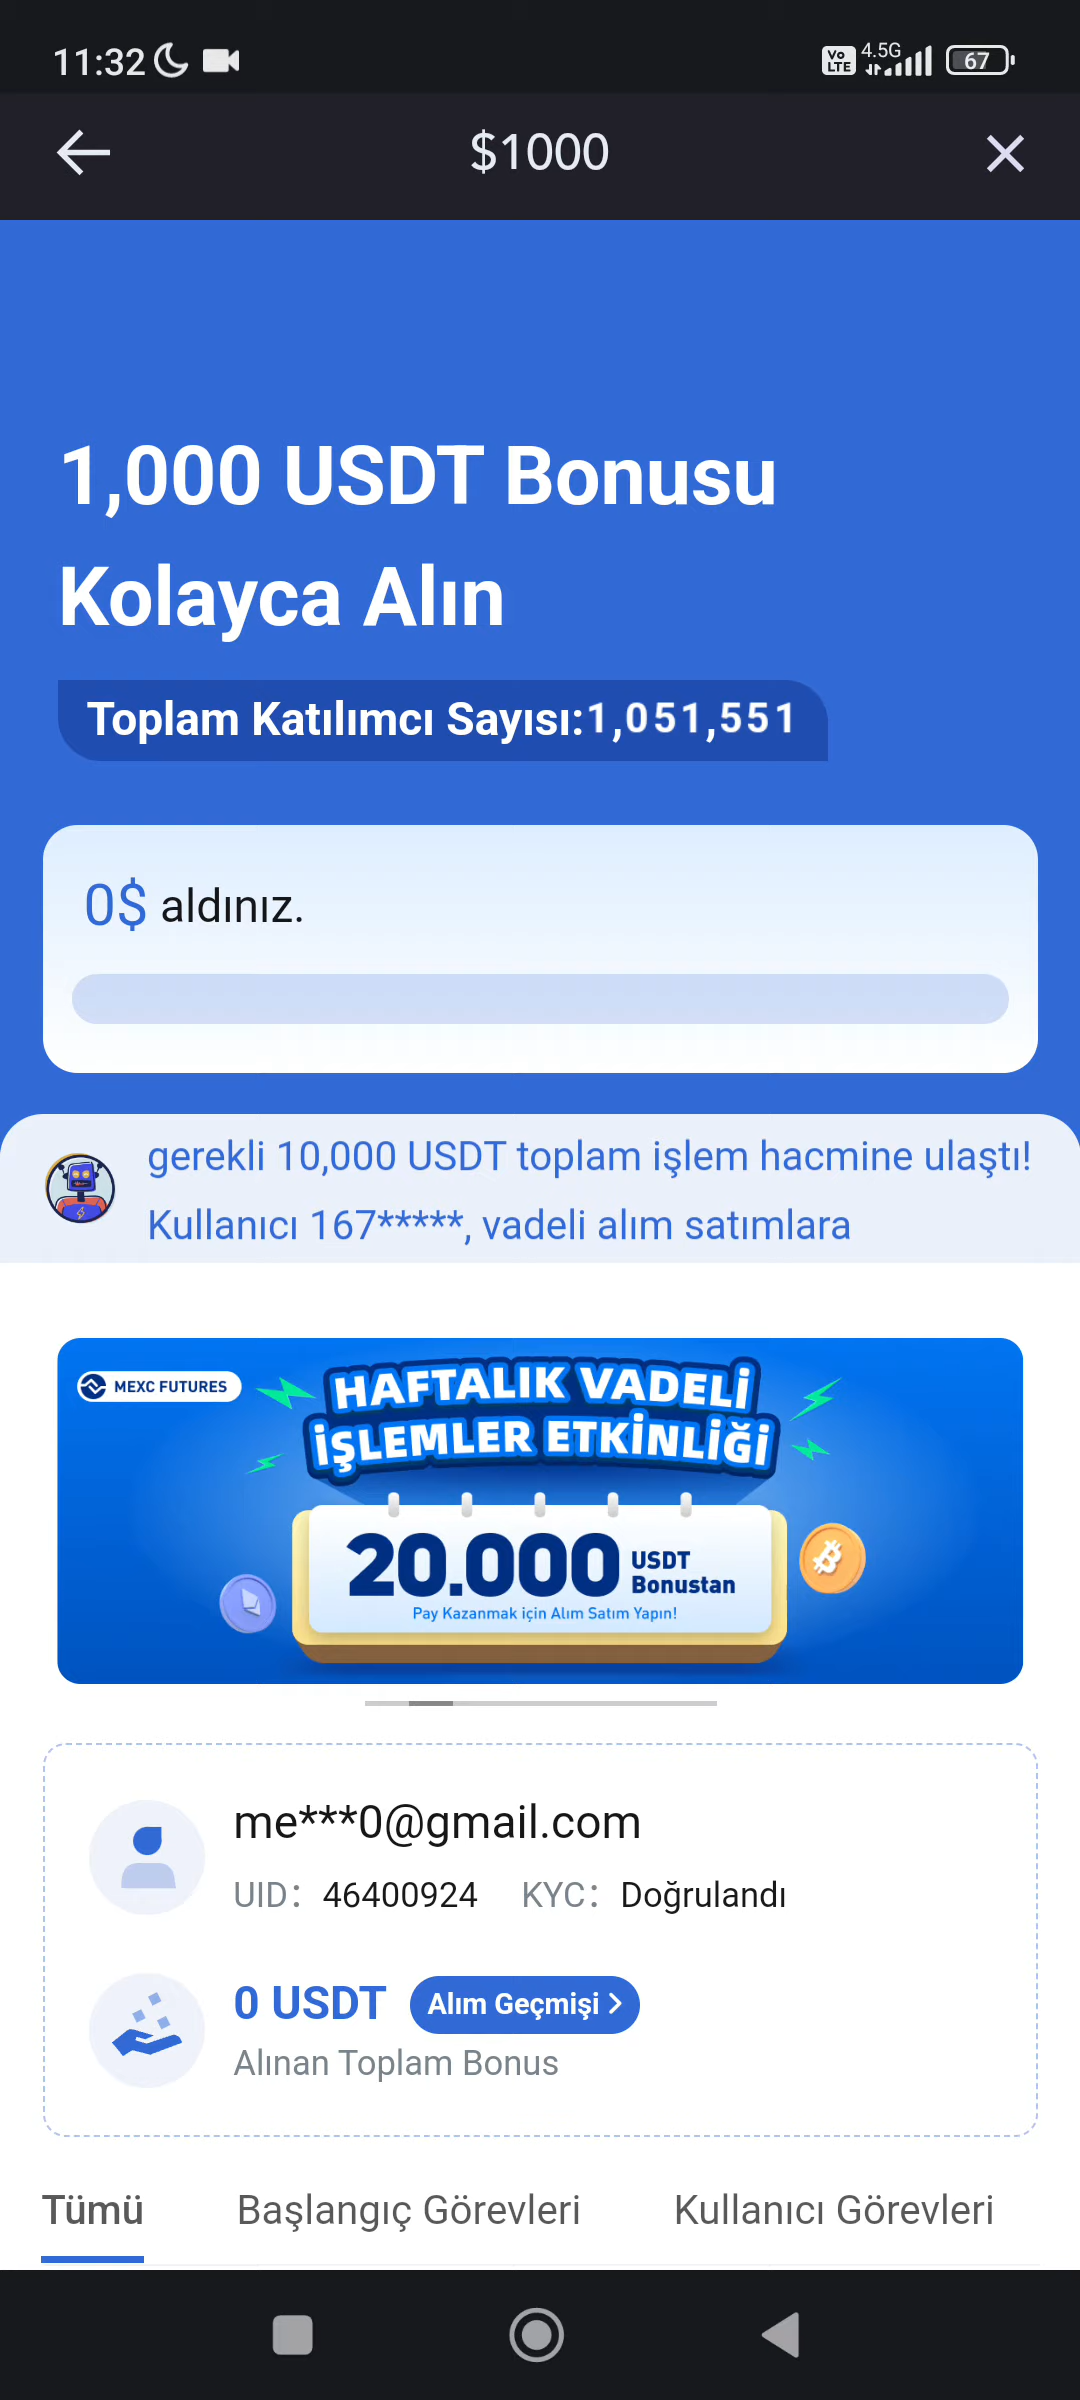 11:32
Vo LTE 4.5G 67
$1000
1,000 USDT Bonusu
Kolayca Alın
Toplam Katılımcı Sayısı:1,051,551
0$ aldınız.
gerekli 10,000 USDT toplam işlem hacmine ulaştı!
Kullanıcı 167*****, vadeli alım satımlara
MEXC FUTURES
HAFTALIK VADELİ
İŞLEMLER ETKİNLİĞİ
20.000 USDT Bonustan
Pay Kazanmak için Alım Satım Yapın!
me***0@gmail.com
UID: 46400924 KYC: Doğrulandı
0 USDT Alım Geçmişi >
Alınan Toplam Bonus
Tümü Başlangıç Görevleri Kullanıcı Görevleri